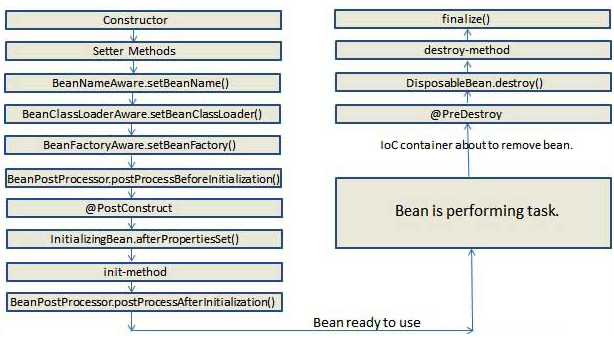 Constructor
Setter Methods
BeanNameAware.setBeanName()
BeanClassLoaderAware.setBeanClassLoader()
BeanFactoryAware.setBeanFactory()
BeanPostProcessor.postProcessBeforeInitialization()
@PostConstruct
InitializingBean.afterPropertiesSet()
init-method
BeanPostProcessor.postProcessAfterInitialization()
Bean ready to use
Bean is performing task.
IoC container about to remove bean.
@PreDestroy
DisposableBean.destroy()
destroy-method
finalize()